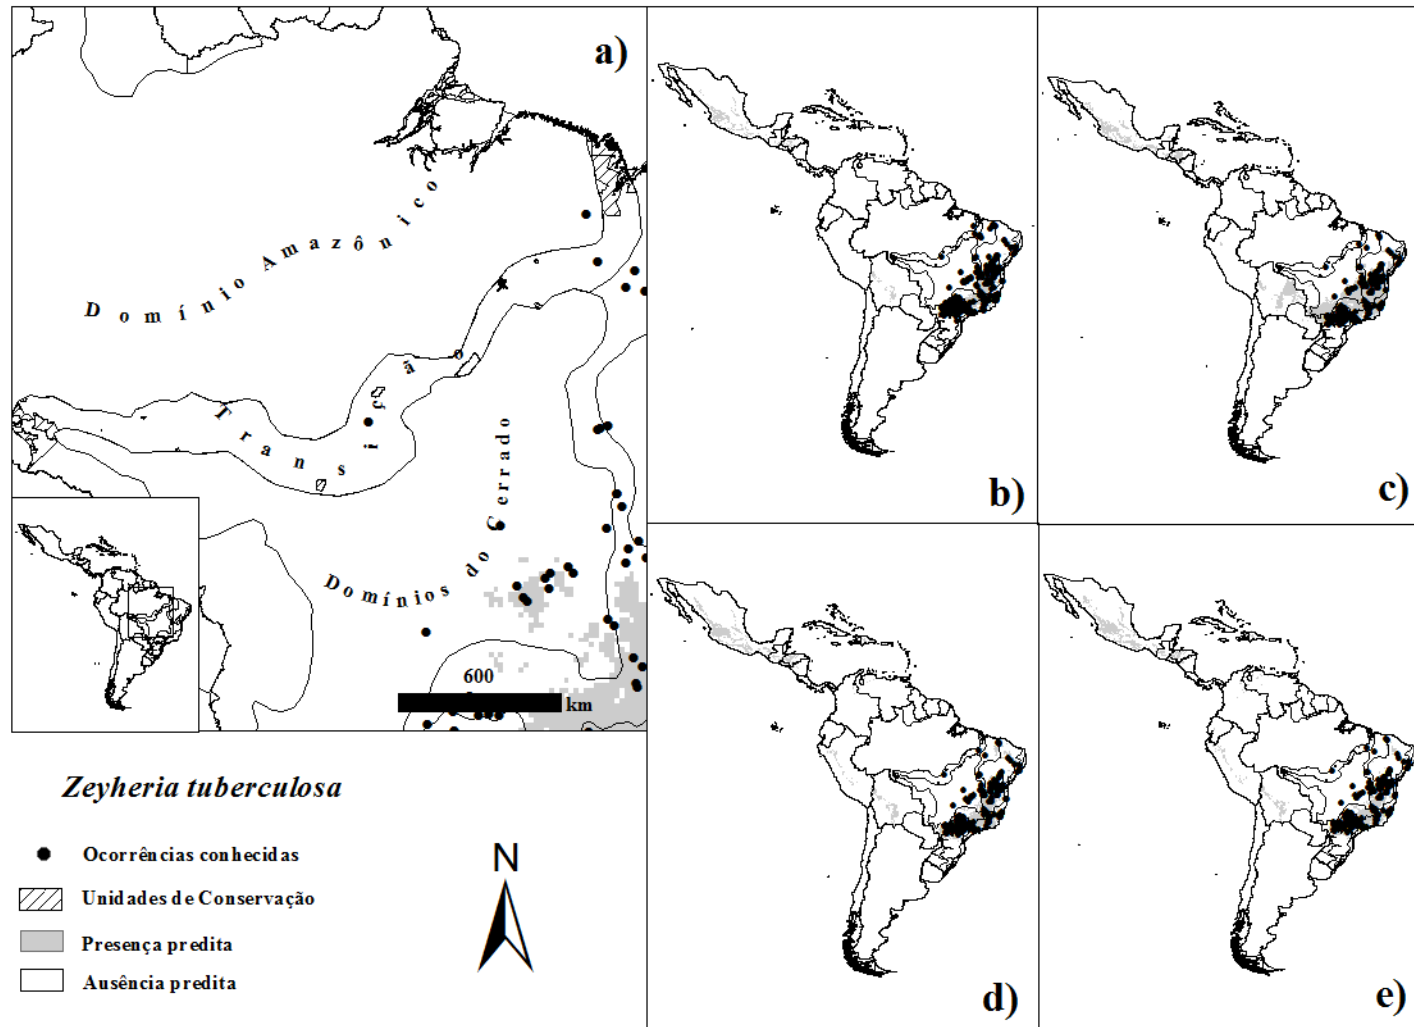 a)
Domínio Amazônico
Transição
Domínios do Cerrado
600
km
b)
c)
d)
e)
Zeyheria tuberculosa
Ocorrências conhecidas
Unidades de Conservação
Presença predita
Ausência predita
N